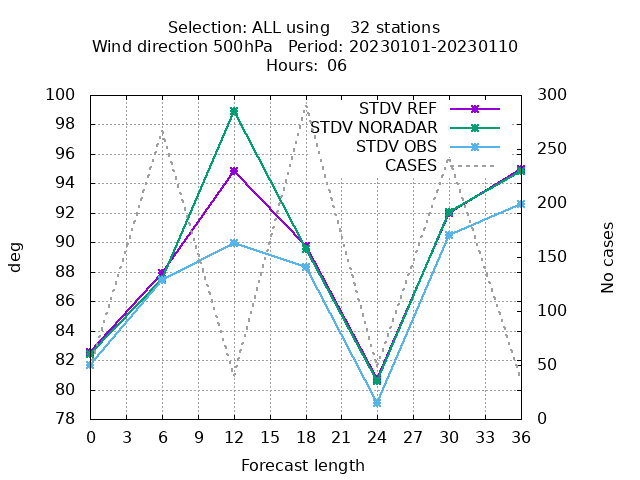 Selection: ALL using 32 stations
Wind direction 500hPa Period: 20230101-20230110
Hours: 06
100
98
96
94
92
90
88
86
84
82
80
78
300
250
200
150
100
50
0
deg
No cases
STDV REF
STDV NORADAR
STDV OBS
CASES
0 3 6 9 12 15 18 21 24 27 30 33 36
Forecast length